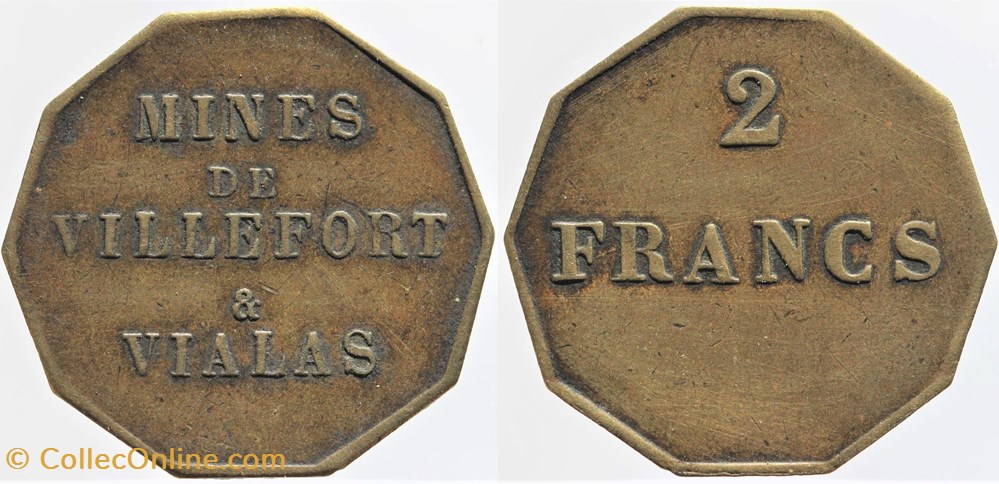 MINES
DE
VILLEFORT
&
VIALAS
2
FRANCS
© CollecOnline.com